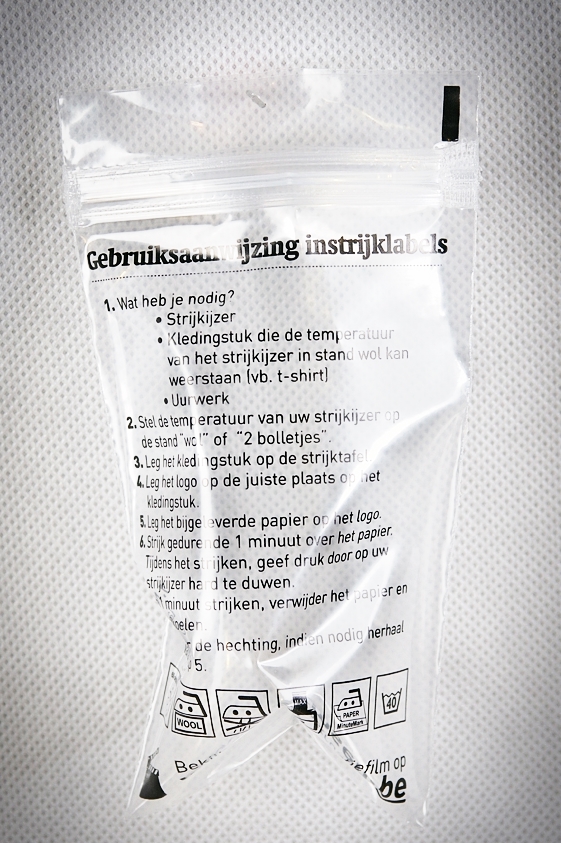 Gebruiksaanwijzing instrijklabels
1. Wat heb je nodig?
• Strijkijzer
• Kledingstuk die de temperatuur
van het strijkijzer in stand wol kan
weerstaan (vb. t-shirt)
• Uurwerk
2. Stel de temperatuur van uw strijkijzer op
de stand "wol" of "2 bolletjes".
3. Leg het kledingstuk op de strijktafel
4. Leg het logo op de juiste plaats op het
kledingstuk.
5. Leg het bijgeleverde papier op het logo.
6. Strijk gedurende 1 minuut over het papier.
Tijdens het strijken, geef druk door op uw
strijkijzer hard te duwen.
1 minuut strijken, verwijder het papier en
de hechting, indien nodig herhaal
5.
WOOL
MAX
PAPER
MinuteMan
40
op
be